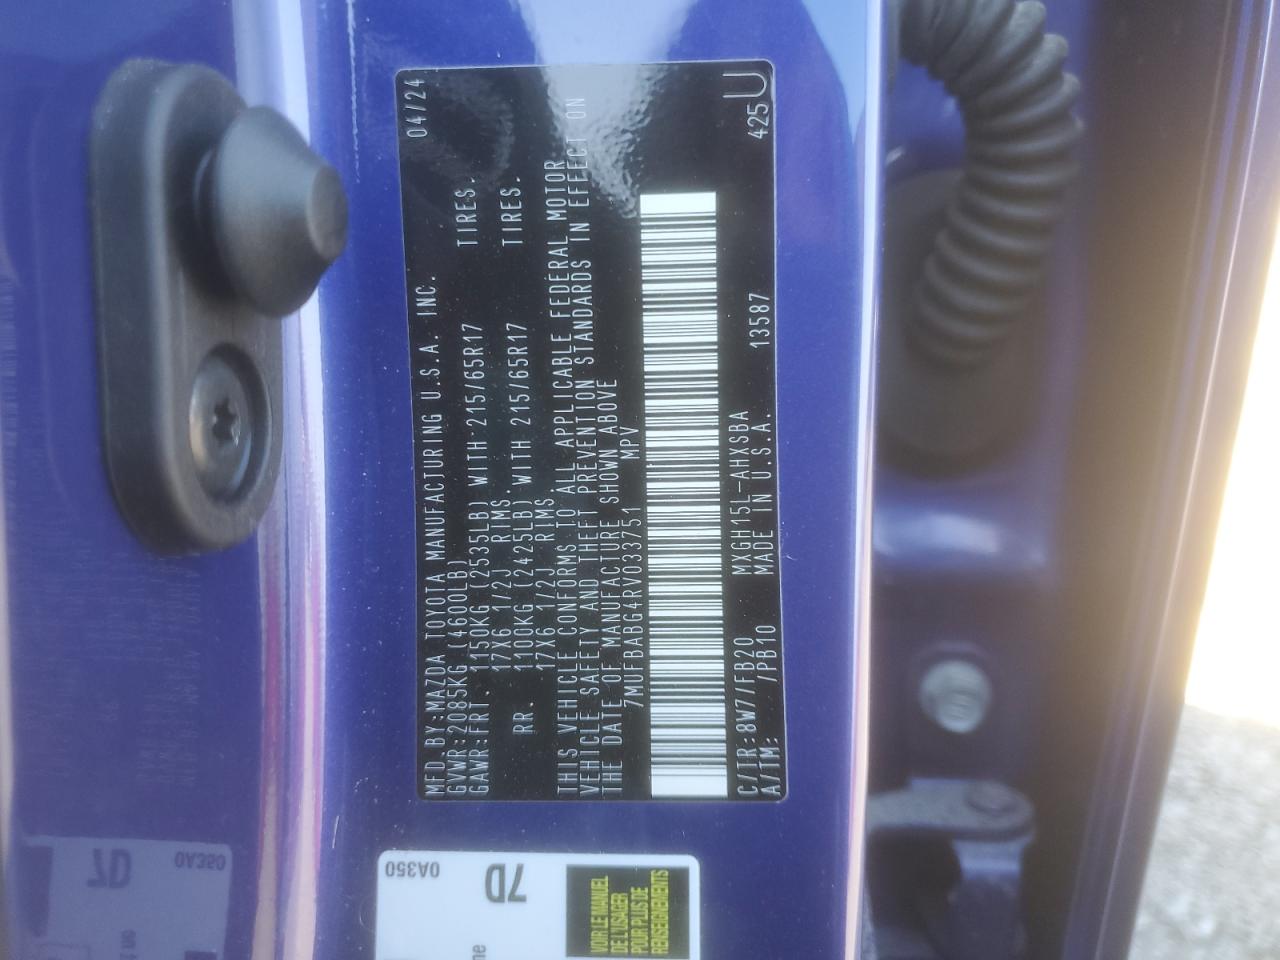 MFD.BY:MAZDA TOYOTA MANUFACTURING U.S.A. INC. 04/24
GVWR:2085KG (4600LB)
GAWR:FRT. 1150KG (2535LB) WITH 215/65R17 TIRES.
17X6 1/2J RIMS.
RR. 1100KG (2425LB) WITH 215/65R17 TIRES.
17X6 1/2J RIMS.
THIS VEHICLE CONFORMS TO ALL APPLICABLE FEDERAL MOTOR
VEHICLE SAFETY AND THEFT PREVENTION STANDARDS IN EFFECT ON
THE DATE OF MANUFACTURE SHOWN ABOVE
7MUFBABG4RV033751 MPV
C/TR:8W7/FB20 MXGH15L-AHXSBA
A/TM: /PB10 MADE IN U.S.A. 13587 425U
0A350
7D
VOIR LE MANUEL
DE L'USAGER
POUR PLUS DE
RENSEIGNEMENTS